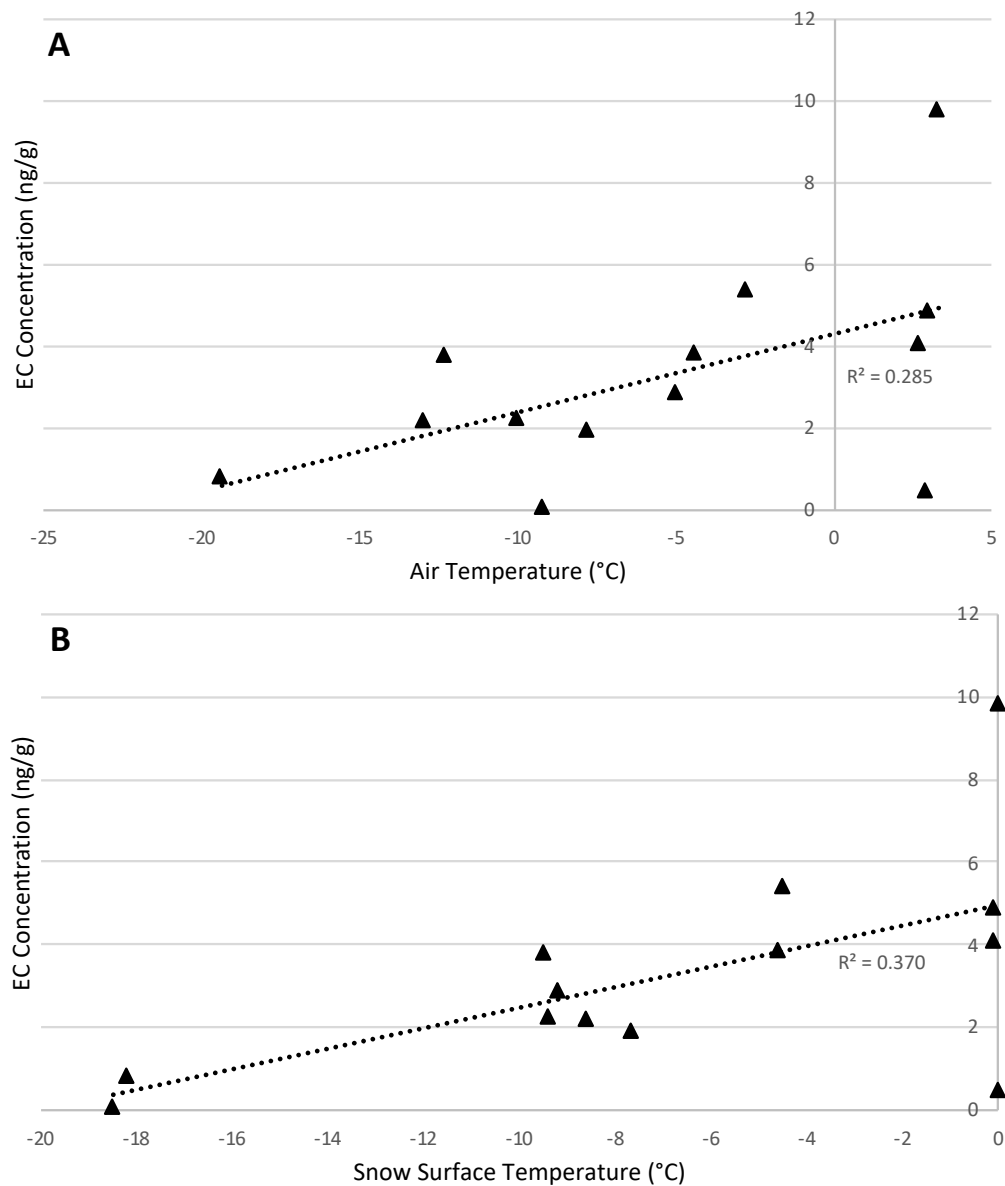 A
12
10
8
6
4
2
0
EC Concentration (ng/g)
R² = 0.285
-25 -20 -15 -10 -5 0 5
Air Temperature (°C)
B
12
10
8
6
4
2
0
EC Concentration (ng/g)
R² = 0.370
-20 -18 -16 -14 -12 -10 -8 -6 -4 -2 0
Snow Surface Temperature (°C)